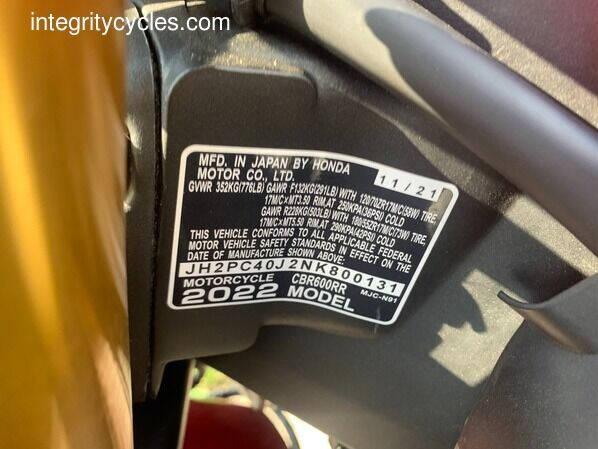 integritycycles.com
MFD. IN JAPAN BY HONDA
MOTOR CO., LTD.
11/21
GVWR 352KG(776LB) GAWR F132KG(291LB) WITH 120/70ZR17M/C(58W) TIRE,
17M/C×MT3.50 RIM,AT 250KPA(36PSI) COLD
GAWR R228KG(503LB) WITH 180/55ZR17M/C(73W) TIRE,
17M/C×MT5.50 RIM,AT 290KPA(42PSI) COLD
THIS VEHICLE CONFORMS TO ALL APPLICABLE FEDERAL
MOTOR VEHICLE SAFETY STANDARDS IN EFFECT ON THE
DATE OF MANUFACTURE SHOWN ABOVE.
JH2PC40J2NK800131
MOTORCYCLE CBR600RR MJC-N91
2022 MODEL